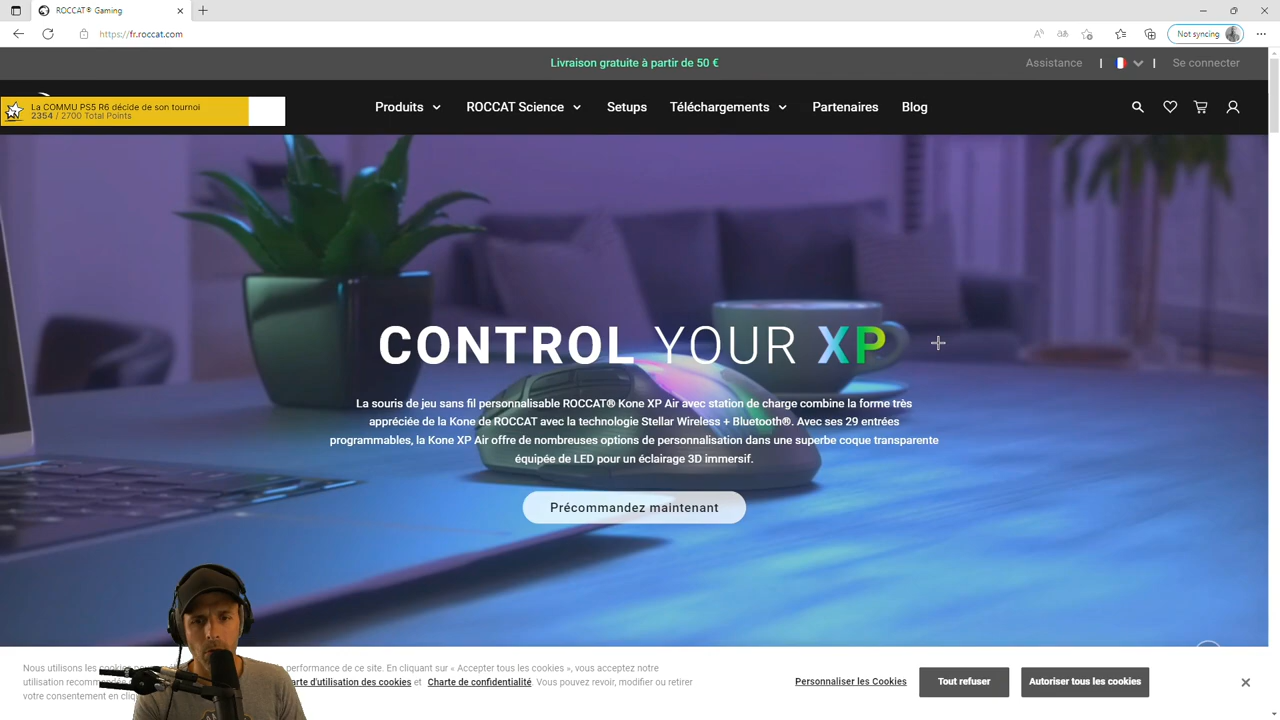 ROCCAT® Gaming
https://fr.roccat.com
Not syncing
Livraison gratuite à partir de 50 €
Assistance
Se connecter
La COMMU PS5 R6 décide de son tournoi
2354 / 2700 Total Points
Produits
ROCCAT Science
Setups
Téléchargements
Partenaires
Blog
CONTROL YOUR XP
La souris de jeu sans fil personnalisable ROCCAT® Kone XP Air avec station de charge combine la forme très
appréciée de la Kone de ROCCAT avec la technologie Stellar Wireless + Bluetooth®. Avec ses 29 entrées
programmables, la Kone XP Air offre de nombreuses options de personnalisation dans une superbe coque transparente
équipée de LED pour un éclairage 3D immersif.
Précommandez maintenant
Nous utilisons les cookies performance de ce site. En cliquant sur « Accepter tous les cookies », vous acceptez notre
utilisation d'utilisation des cookies et Charte de confidentialité. Vous pouvez revoir, modifier ou retirer
votre consentement en
Personnaliser les Cookies
Tout refuser
Autoriser tous les cookies